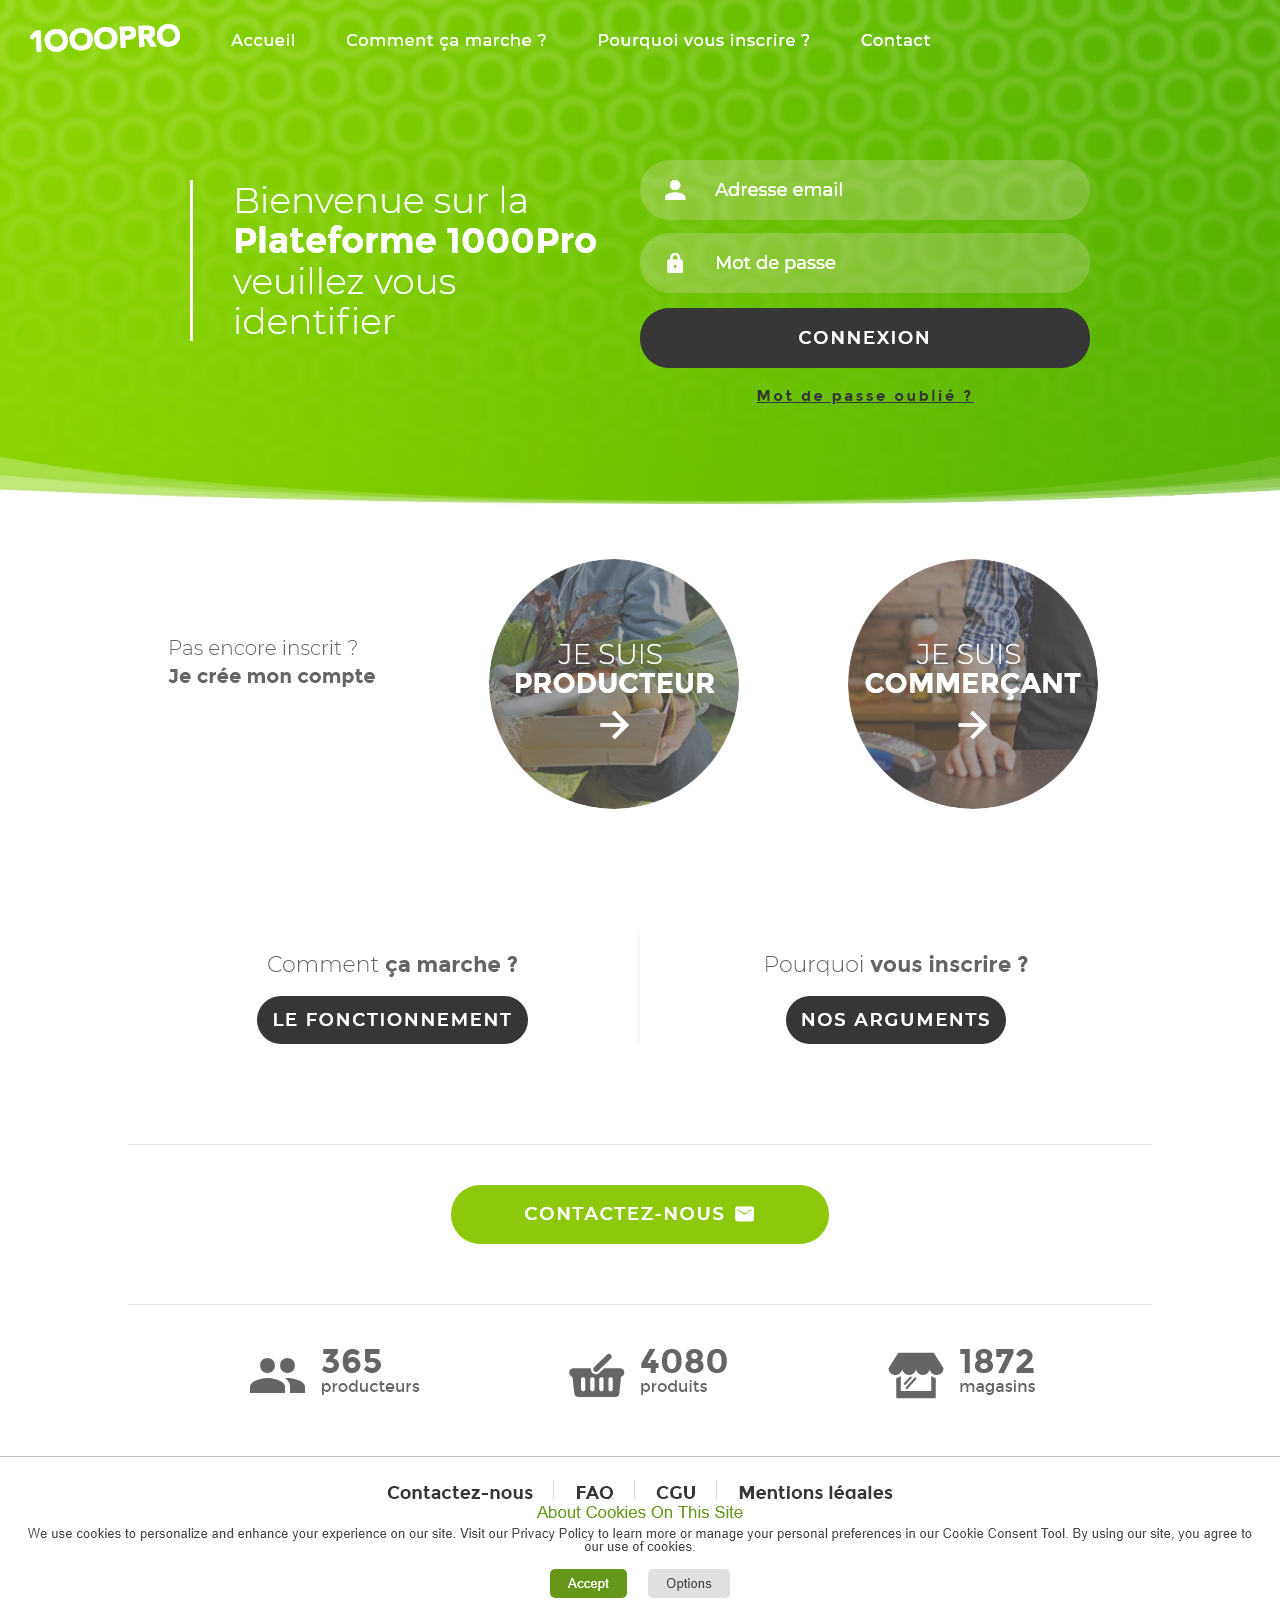 1000PRO
Accueil
Comment ça marche ?
Pourquoi vous inscrire ?
Contact
Bienvenue sur la
Plateforme 1000Pro
veuillez vous
identifier
Adresse email
Mot de passe
CONNEXION
Mot de passe oublié ?
Pas encore inscrit ?
Je crée mon compte
JE SUIS
PRODUCTEUR
JE SUIS
COMMERÇANT
Comment ça marche ?
LE FONCTIONNEMENT
Pourquoi vous inscrire ?
NOS ARGUMENTS
CONTACTEZ-NOUS
365
producteurs
4080
produits
1872
magasins
Contactez-nous
FAQ
CGU
Mentions légales
About Cookies On This Site
We use cookies to personalize and enhance your experience on our site. Visit our Privacy Policy to learn more or manage your personal preferences in our Cookie Consent Tool. By using our site, you agree to
our use of cookies.
Accept
Options